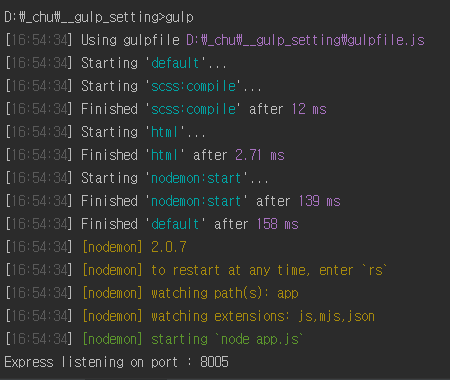 D:₩_chu₩__gulp_setting>gulp
[16:54:34] Using gulpfile D:₩_chu₩__gulp_setting₩gulpfile.js
[16:54:34] Starting 'default'...
[16:54:34] Starting 'scss:compile'...
[16:54:34] Finished 'scss:compile' after 12 ms
[16:54:34] Starting 'html'...
[16:54:34] Finished 'html' after 2.71 ms
[16:54:34] Starting 'nodemon:start'...
[16:54:34] Finished 'nodemon:start' after 139 ms
[16:54:34] Finished 'default' after 158 ms
[16:54:34] [nodemon] 2.0.7
[16:54:34] [nodemon] to restart at any time, enter `rs`
[16:54:34] [nodemon] watching path(s): app
[16:54:34] [nodemon] watching extensions: js,mjs,json
[16:54:34] [nodemon] starting `node app.js`
Express listening on port : 8005